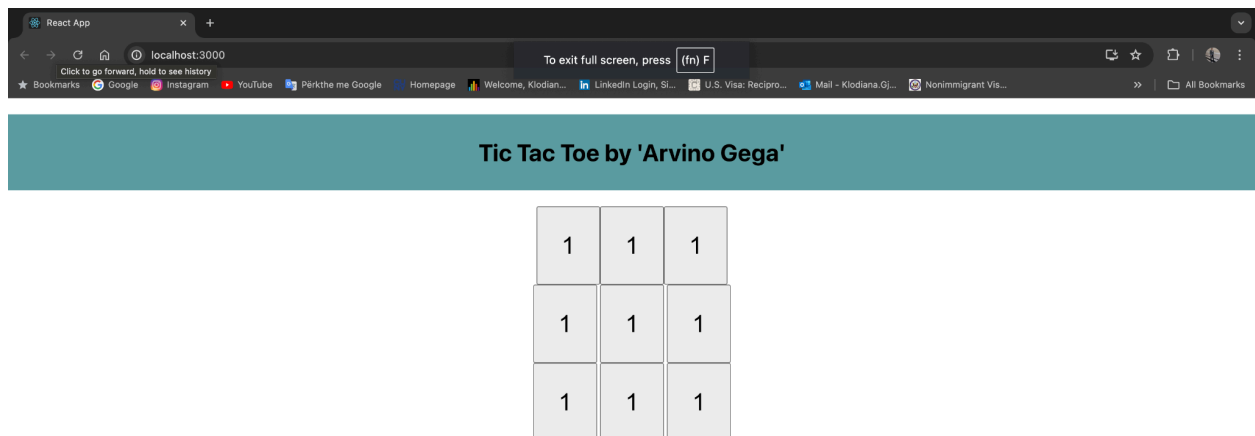 React App
localhost:3000
To exit full screen, press (fn) F
Click to go forward, hold to see history
Bookmarks Google Instagram YouTube Përkthe me Google Homepage Welcome, Klodian... LinkedIn Login, Si... U.S. Visa: Recipro... Mail - Klodiana.Gj... Nonimmigrant Vis... All Bookmarks
Tic Tac Toe by 'Arvino Gega'
1 1 1
1 1 1
1 1 1